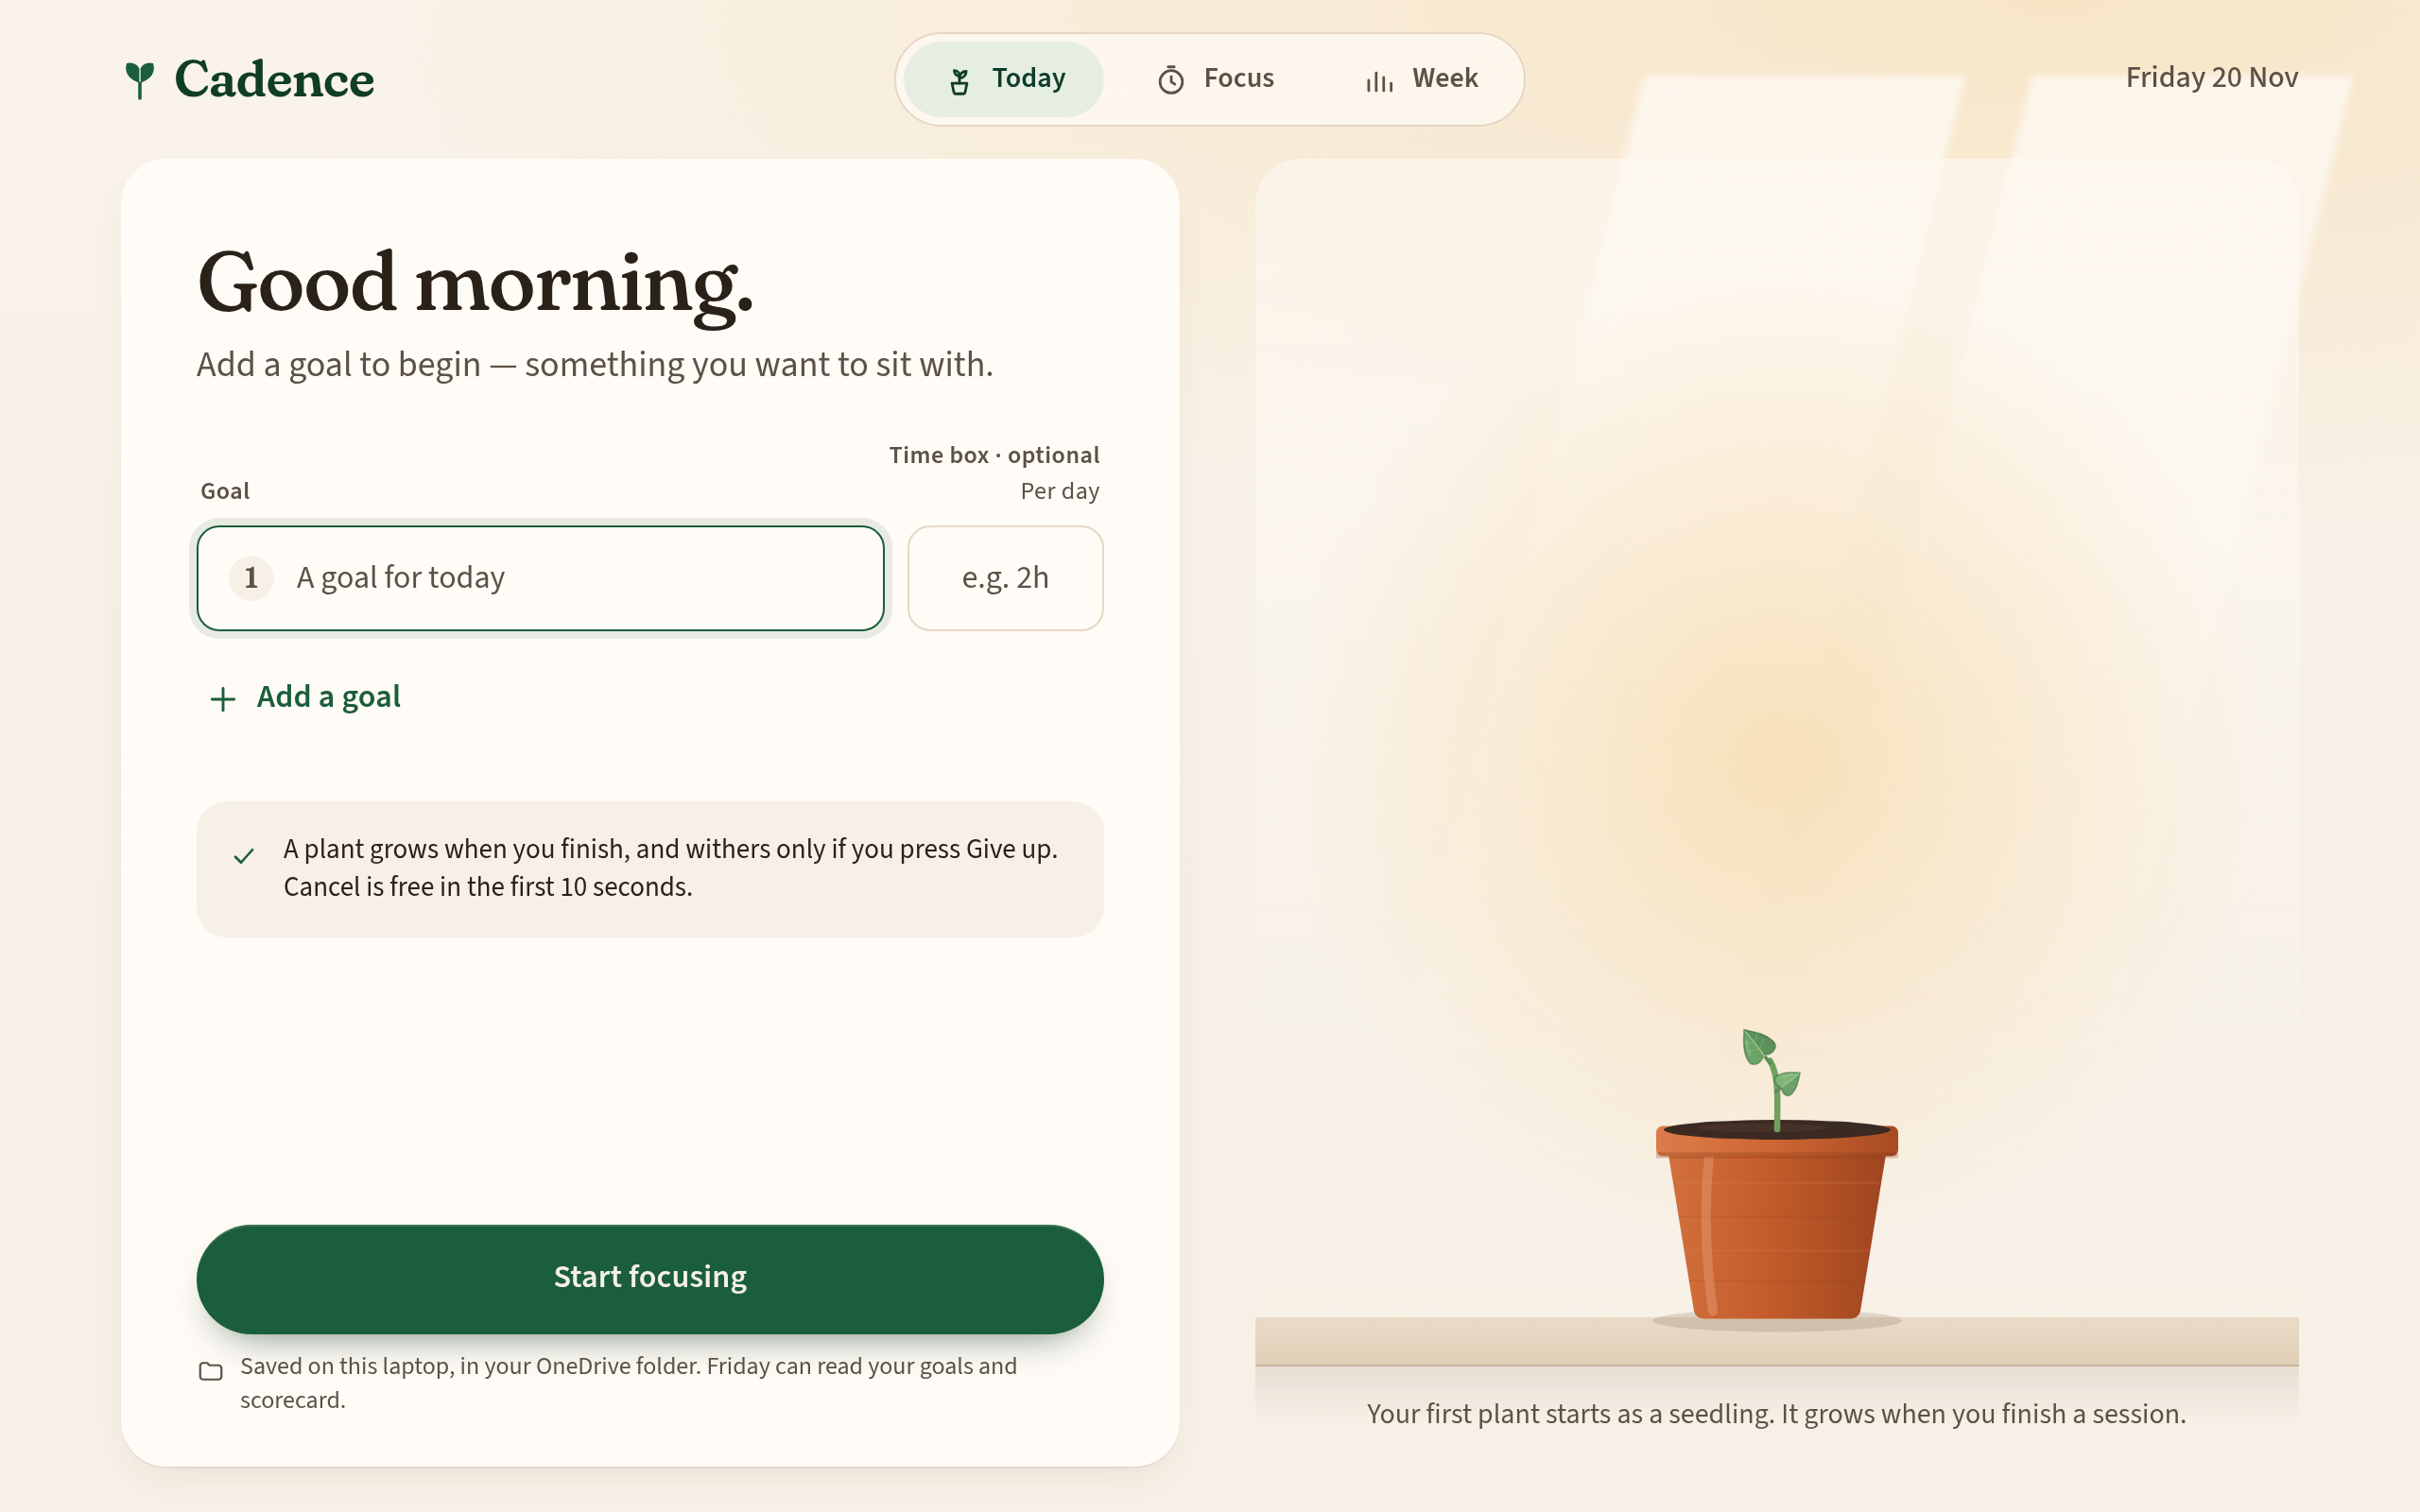 Cadence
Today
Focus
Week
Friday 20 Nov
Good morning.
Add a goal to begin — something you want to sit with.
Time box · optional
Goal
Per day
1
A goal for today
e.g. 2h
Add a goal
A plant grows when you finish, and withers only if you press Give up.
Cancel is free in the first 10 seconds.
Start focusing
Saved on this laptop, in your OneDrive folder. Friday can read your goals and
scorecard.
Your first plant starts as a seedling. It grows when you finish a session.